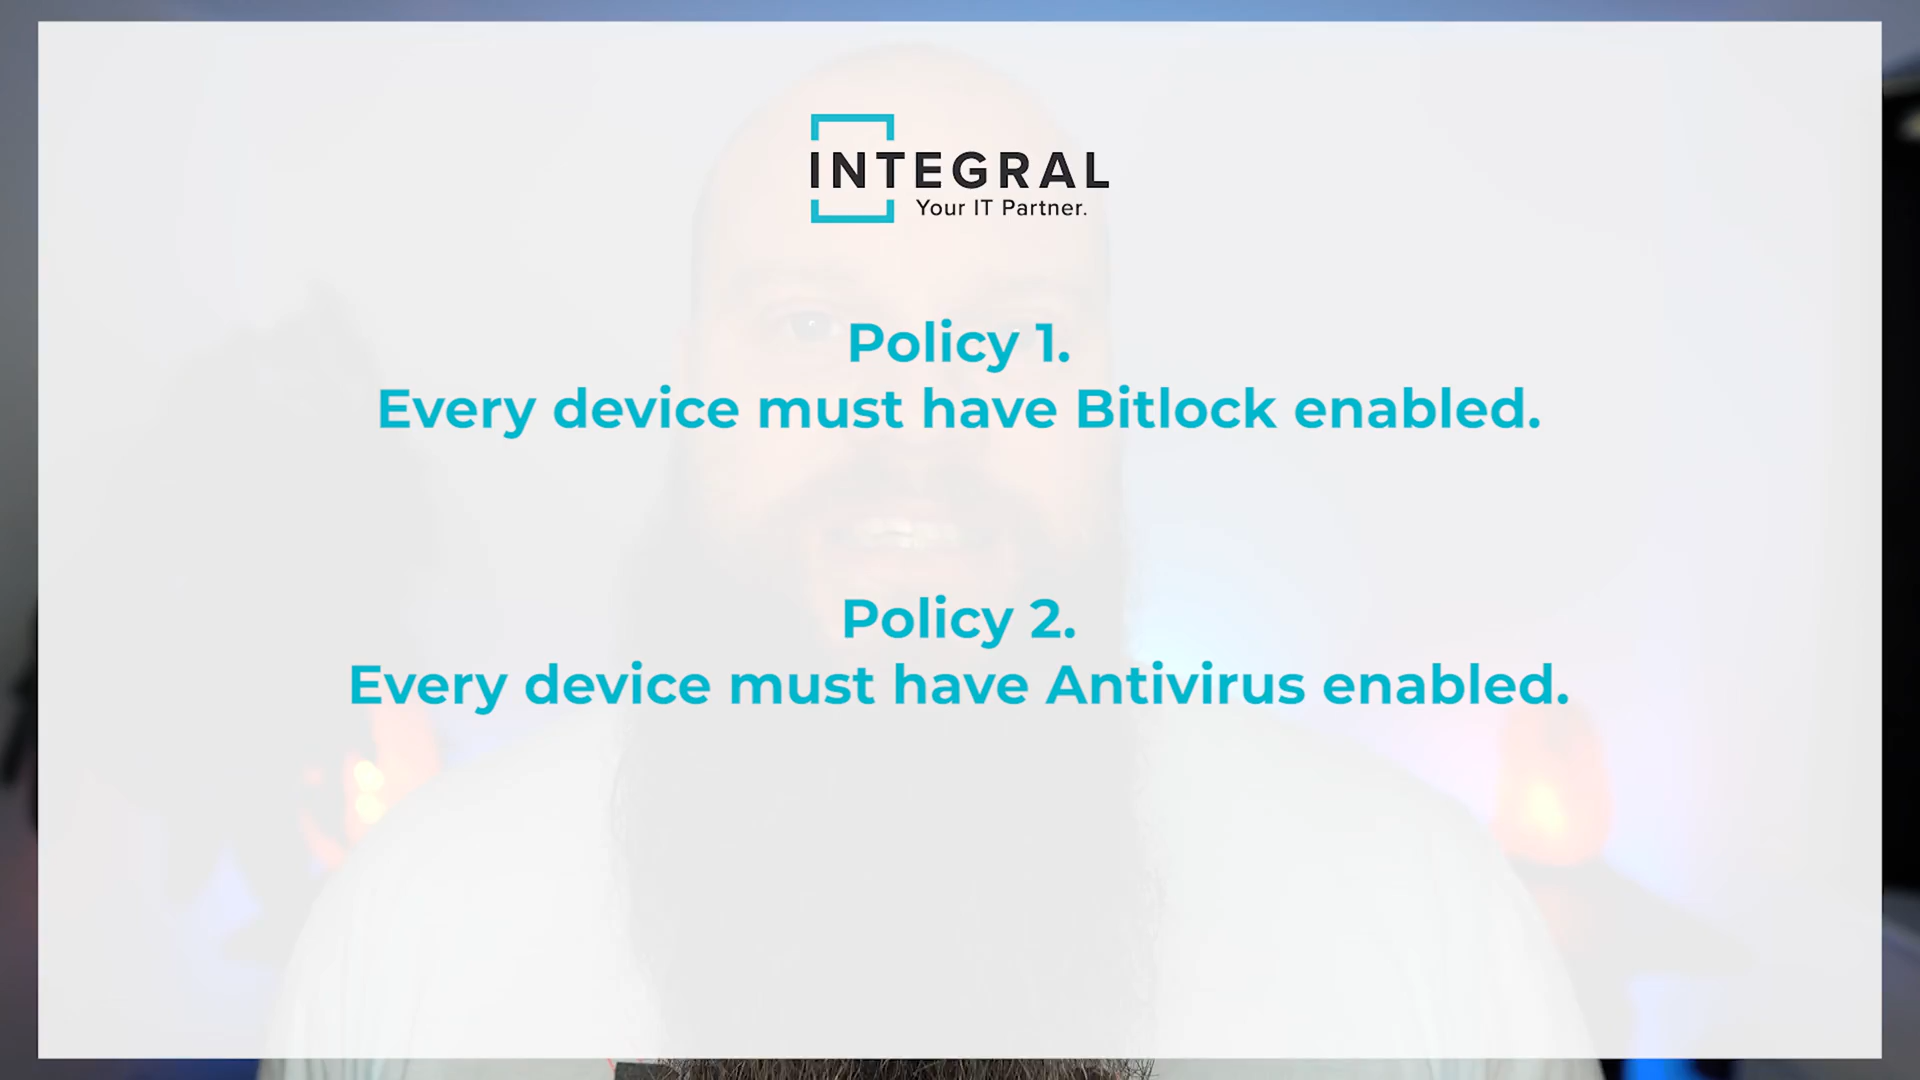 INTEGRAL
Your IT Partner.
Policy 1.
Every device must have Bitlock enabled.
Policy 2.
Every device must have Antivirus enabled.